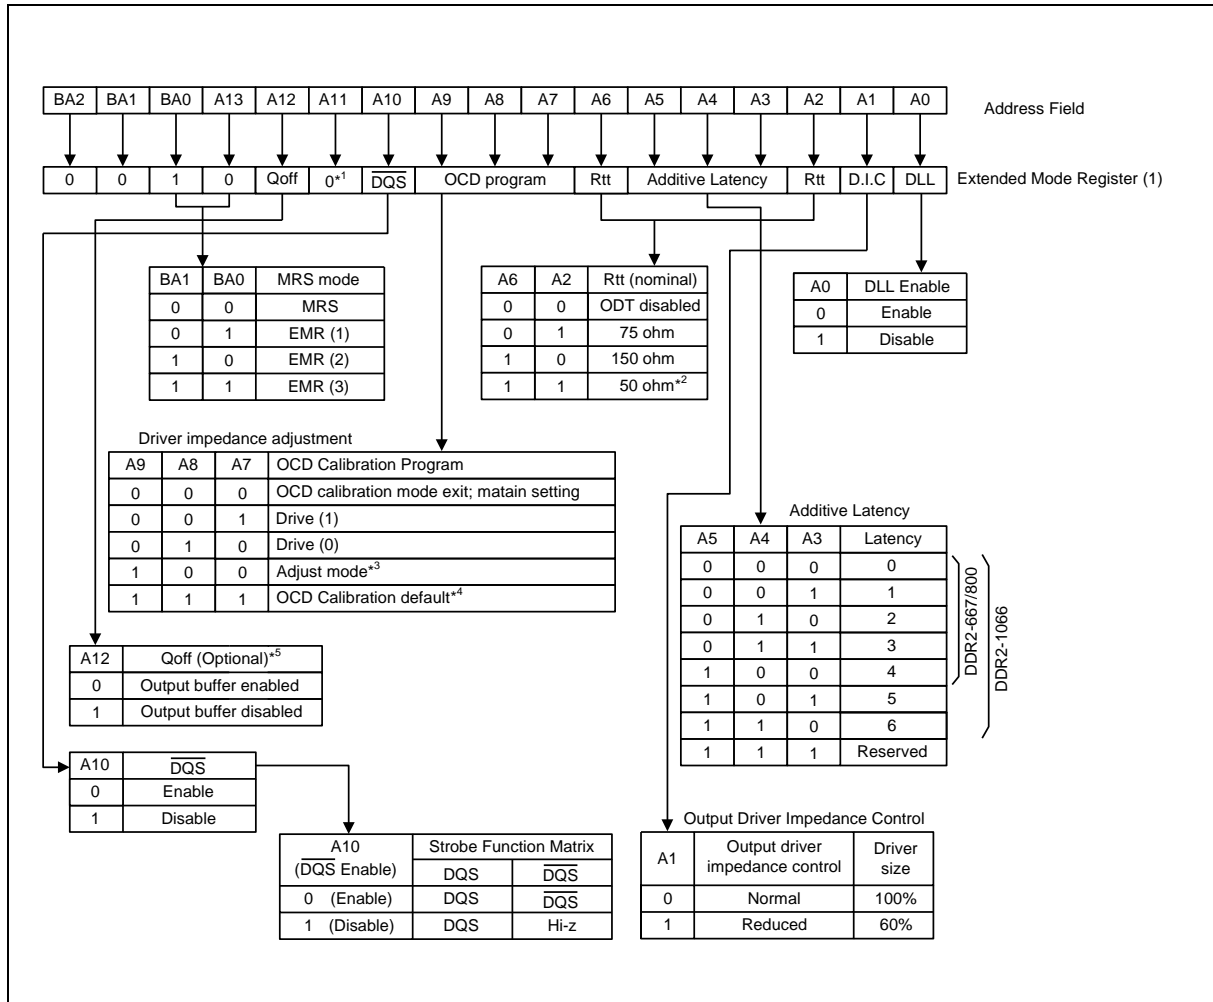 BA2 BA1 BA0 A13 A12 A11 A10 A9 A8 A7 A6 A5 A4 A3 A2 A1 A0
Address Field
0 0 1 0 Qoff 0*1 DQS OCD program Rtt Additive Latency Rtt D.I.C DLL
Extended Mode Register (1)
BA1 BA0 MRS mode
0 0 MRS
0 1 EMR (1)
1 0 EMR (2)
1 1 EMR (3)
A6 A2 Rtt (nominal)
0 0 ODT disabled
0 1 75 ohm
1 0 150 ohm
1 1 50 ohm*2
A0 DLL Enable
0 Enable
1 Disable
Driver impedance adjustment
A9 A8 A7 OCD Calibration Program
0 0 0 OCD calibration mode exit; matain setting
0 0 1 Drive (1)
0 1 0 Drive (0)
1 0 0 Adjust mode*3
1 1 1 OCD Calibration default*4
Additive Latency
A5 A4 A3 Latency
0 0 0 0
0 0 1 1
0 1 0 2
0 1 1 3
1 0 0 4
1 0 1 5
1 1 0 6
1 1 1 Reserved
DDR2-667/800
DDR2-1066
A12 Qoff (Optional)*5
0 Output buffer enabled
1 Output buffer disabled
A10 DQS
0 Enable
1 Disable
A10
(DQS Enable)
Strobe Function Matrix
DQS DQS
0 (Enable) DQS DQS
1 (Disable) DQS Hi-z
Output Driver Impedance Control
A1
Output driver
impedance control
Driver
size
0 Normal 100%
1 Reduced 60%